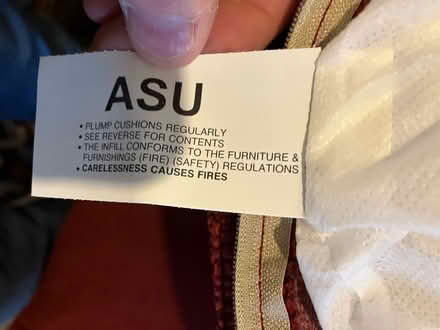 ASU
• PLUMP CUSHIONS REGULARLY
• SEE REVERSE FOR CONTENTS
• THE INFILL CONFORMS TO THE FURNITURE &
FURNISHINGS (FIRE) (SAFETY) REGULATIONS
• CARELESSNESS CAUSES FIRES